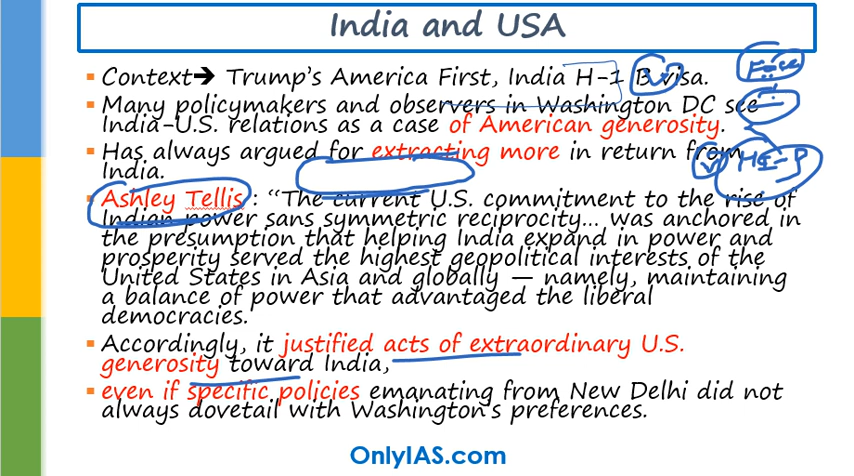 India and USA
Context➔ Trump's America First, India H-1 B visa.
Many policymakers and observers in Washington DC see
India-U.S. relations as a case of American generosity.
Has always argued for extracting more in return from
India.
Ashley Tellis : “The current U.S. commitment to the rise of
Indian power sans symmetric reciprocity... was anchored in
the presumption that helping India expand in power and
prosperity served the highest geopolitical interests of the
United States in Asia and globally — namely, maintaining
a balance of power that advantaged the liberal
democracies.
Accordingly, it justified acts of extraordinary U.S.
generosity toward India,
even if specific policies emanating from New Delhi did not
always dovetail with Washington's preferences.
OnlyIAS.com